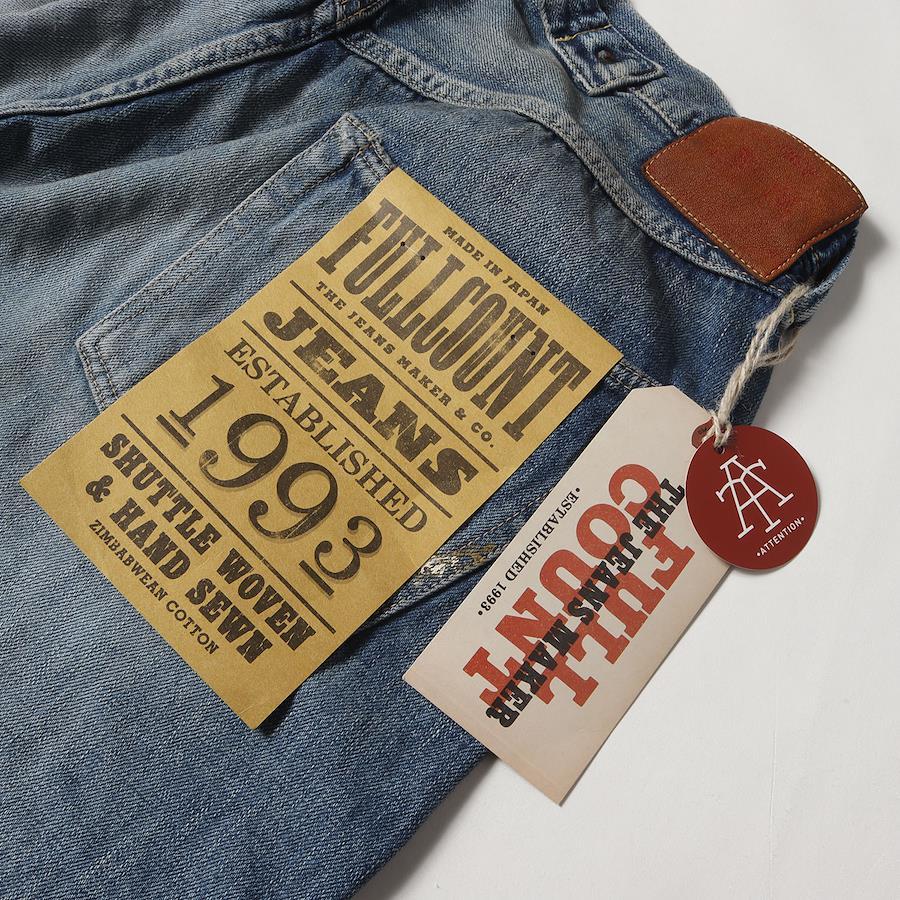 MADE IN JAPAN
FULLCOUNT
THE JEANS MAKER & CO.
JEANS
ESTABLISHED
1993
SHUTTLE WOVEN
& HAND SEWN
ZIMBABWEAN COTTON
FULL
COUNT
THE JEANS MAKER
•ESTABLISHED 1993•
•ATTENTION•